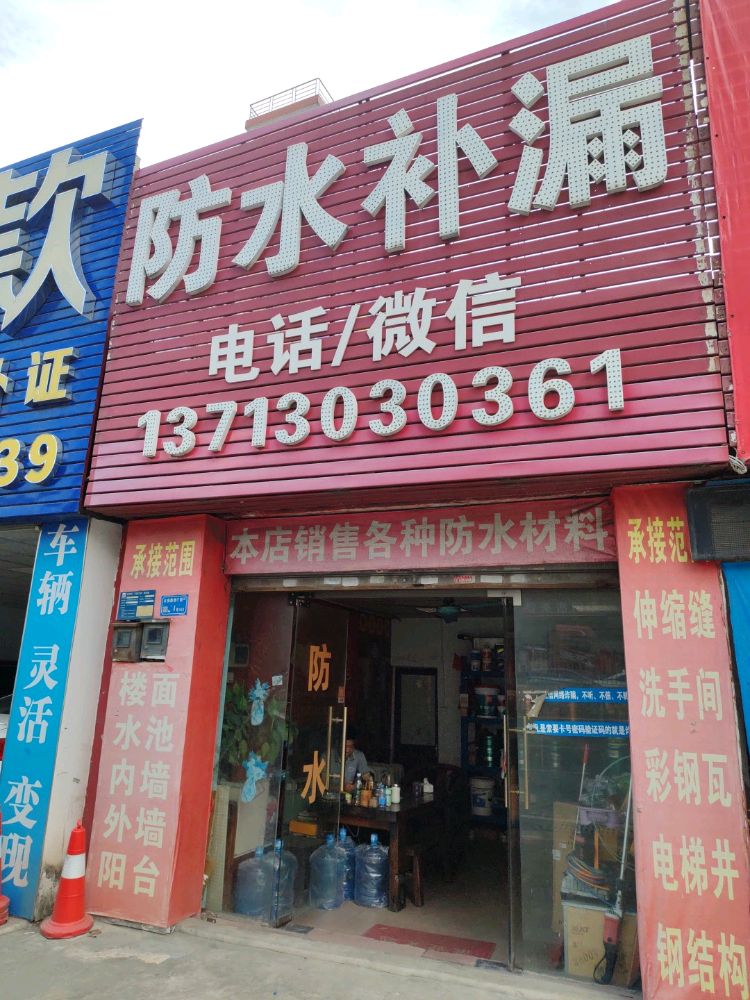 防水补漏
电话/微信
13713030361
款
证
39
车辆灵活变现
本店销售各种防水材料
承接范围
楼面
水池
内墙
外墙
阳台
防水
承接范
伸缩缝
洗手间
彩钢瓦
电梯井
钢结构